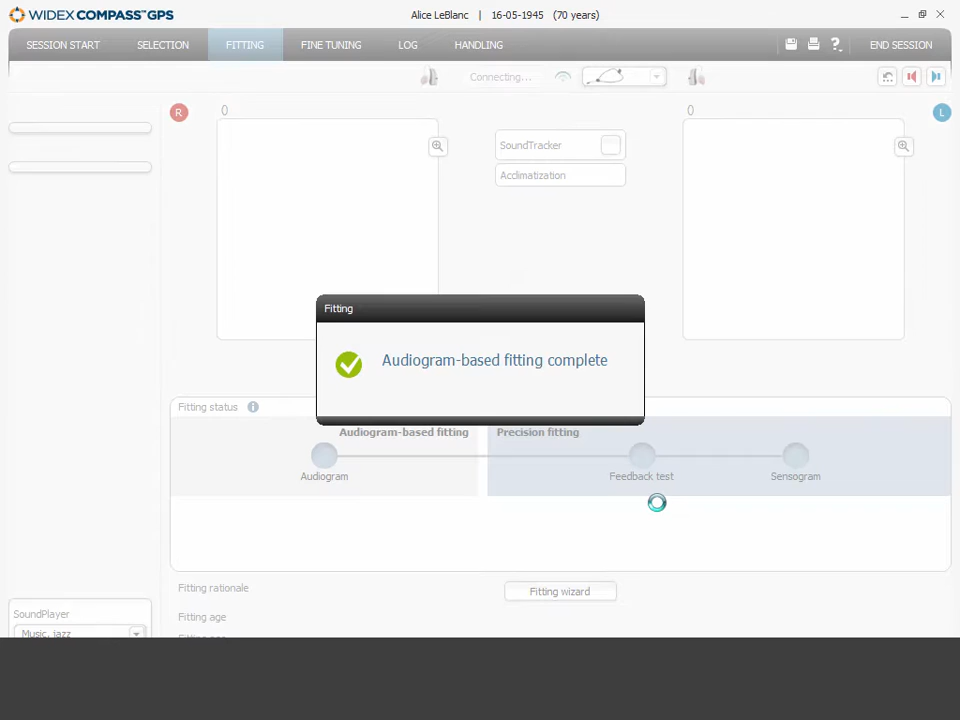 WIDEX COMPASS™ GPS
Alice LeBlanc | 16-05-1945 (70 years)
SESSION START SELECTION FITTING FINE TUNING LOG HANDLING ? END SESSION
Connecting...
R 0 0 L
SoundTracker
Acclimatization
Fitting
Audiogram-based fitting complete
Fitting status i
Audiogram-based fitting Precision fitting
Audiogram Feedback test Sensogram
Fitting rationale Fitting wizard
SoundPlayer
Fitting age
Music, jazz